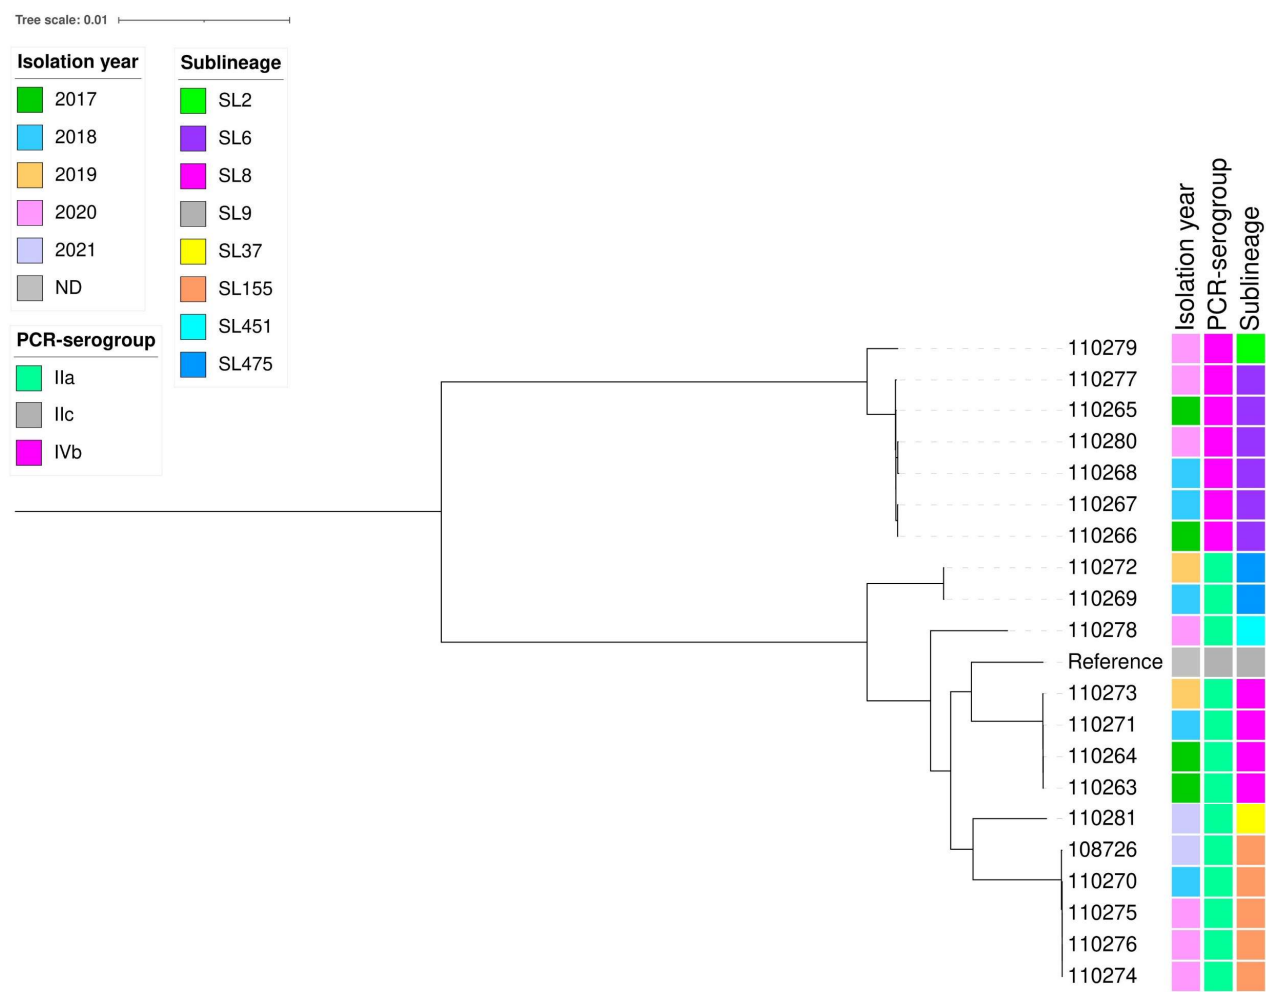 Tree scale: 0.01
Isolation year
2017
2018
2019
2020
2021
ND
PCR-serogroup
IIa
IIc
IVb
Sublineage
SL2
SL6
SL8
SL9
SL37
SL155
SL451
SL475
Isolation year
PCR-serogroup
Sublineage
110279
110277
110265
110280
110268
110267
110266
110272
110269
110278
Reference
110273
110271
110264
110263
110281
108726
110270
110275
110276
110274